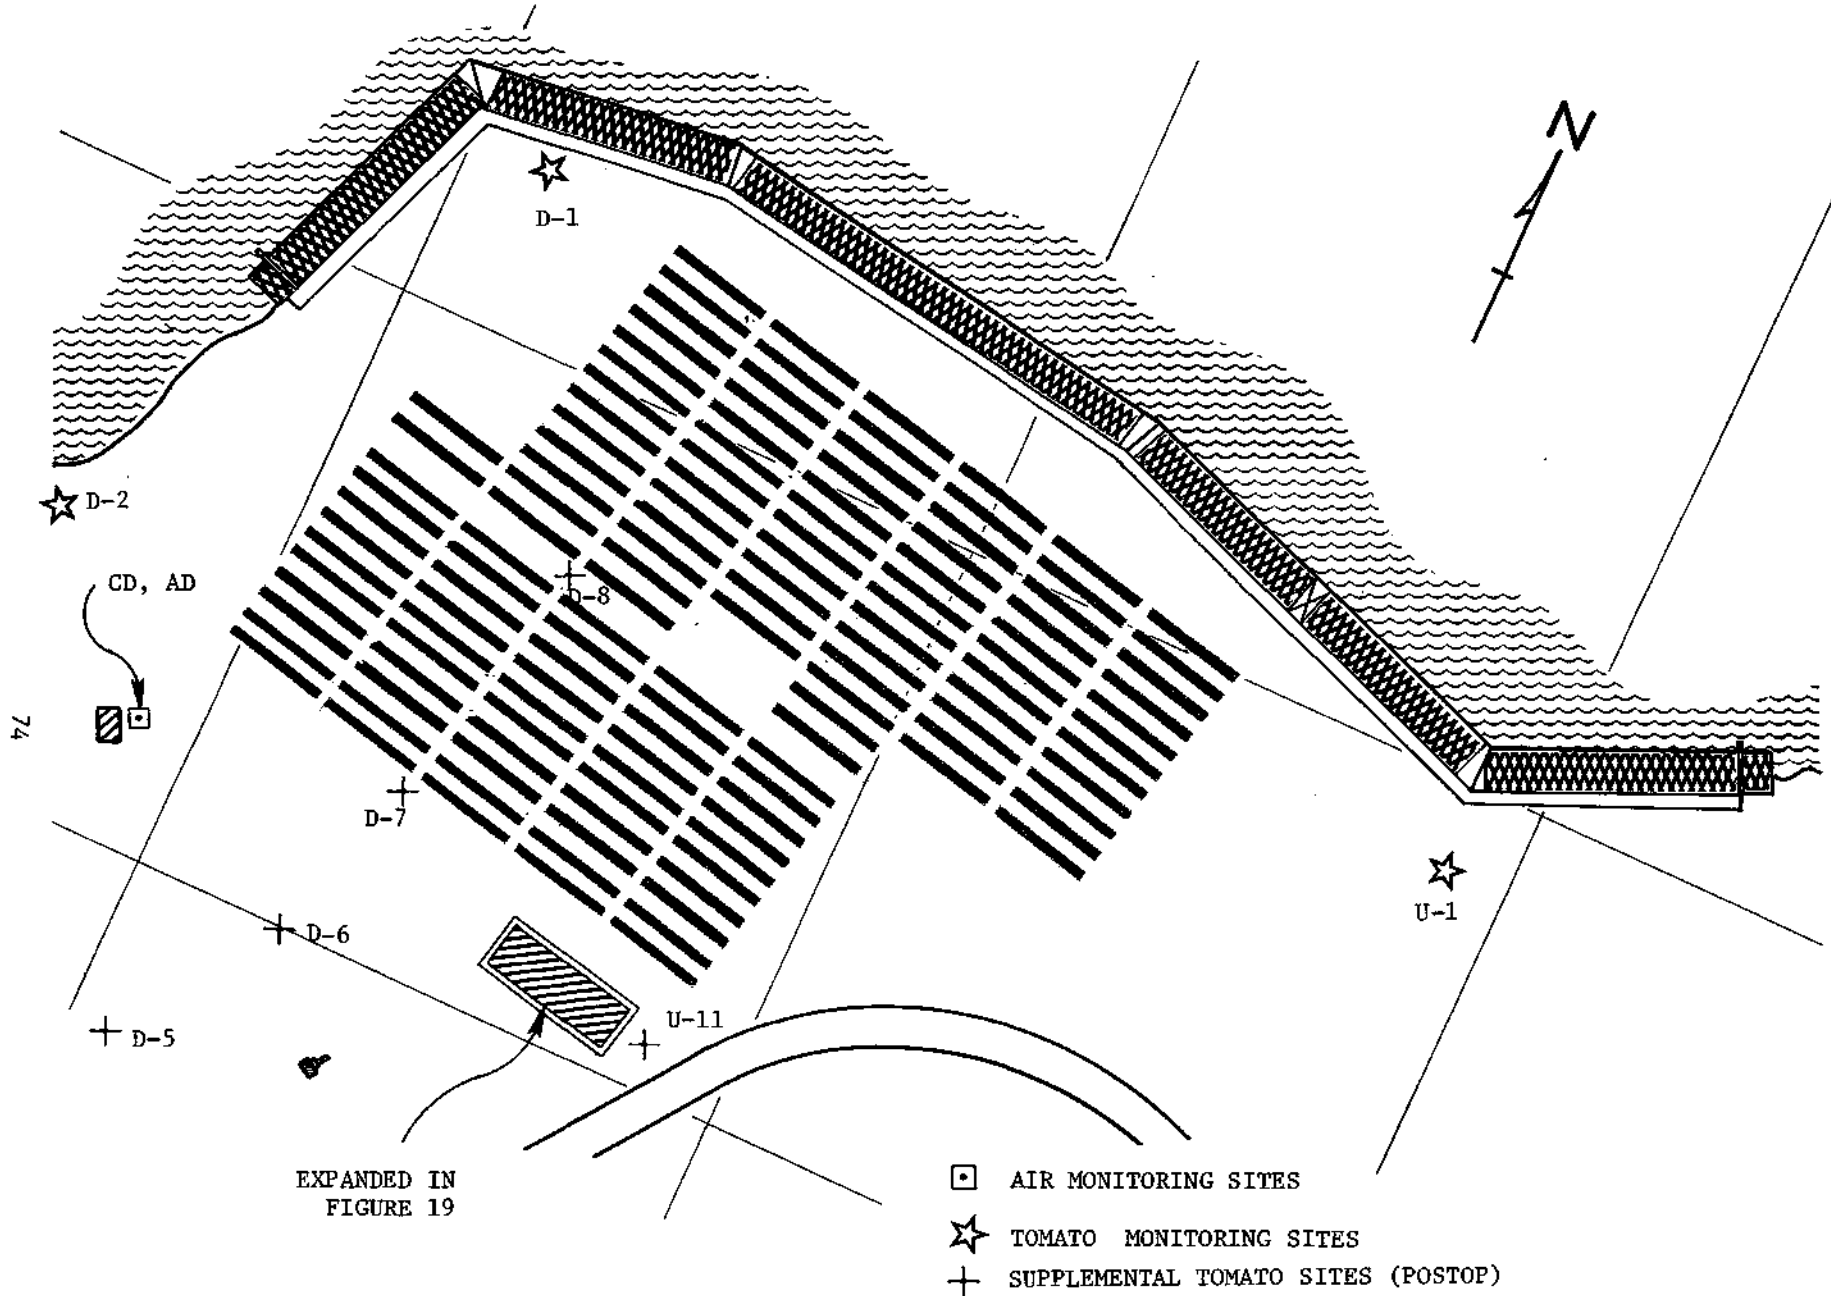 N
D-1
D-2
CD, AD
D-8
D-7
D-6
D-5
U-11
U-1
74
EXPANDED IN
FIGURE 19
AIR MONITORING SITES
TOMATO MONITORING SITES
SUPPLEMENTAL TOMATO SITES (POSTOP)